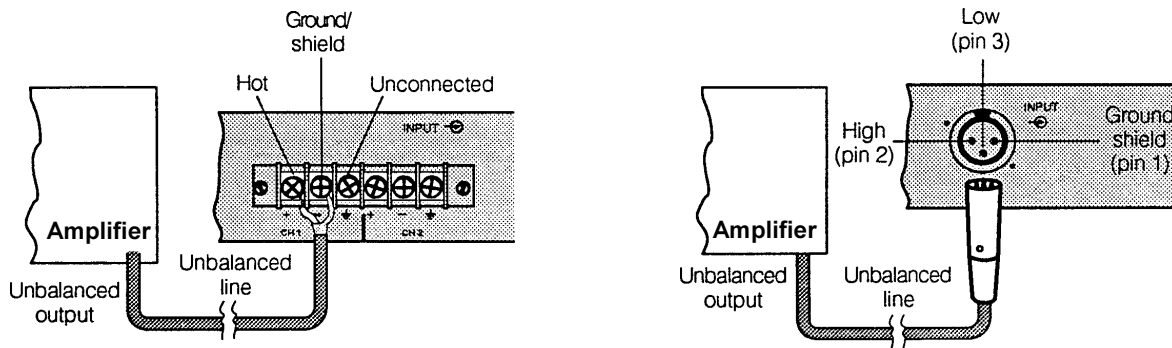 Ground/
shield
Hot
Unconnected
INPUT
+ − ⏚ + − ⏚
CH 1
CH 2
Amplifier
Unbalanced
output
Unbalanced
line
Low
(pin 3)
INPUT
High
(pin 2)
Ground
shield
(pin 1)
Amplifier
Unbalanced
output
Unbalanced
line